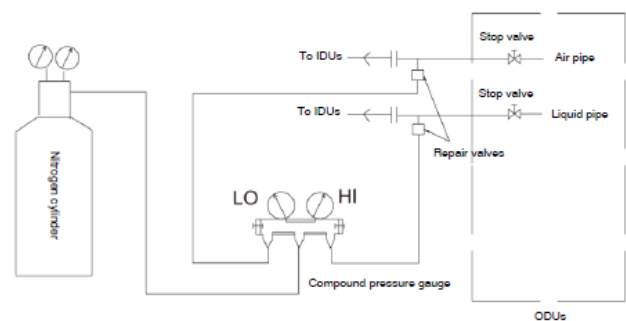 Stop valve
To IDUs
Air pipe
Stop valve
To IDUs
Liquid pipe
Repair valves
Nitrogen cylinder
LO
HI
Compound pressure gauge
ODUs